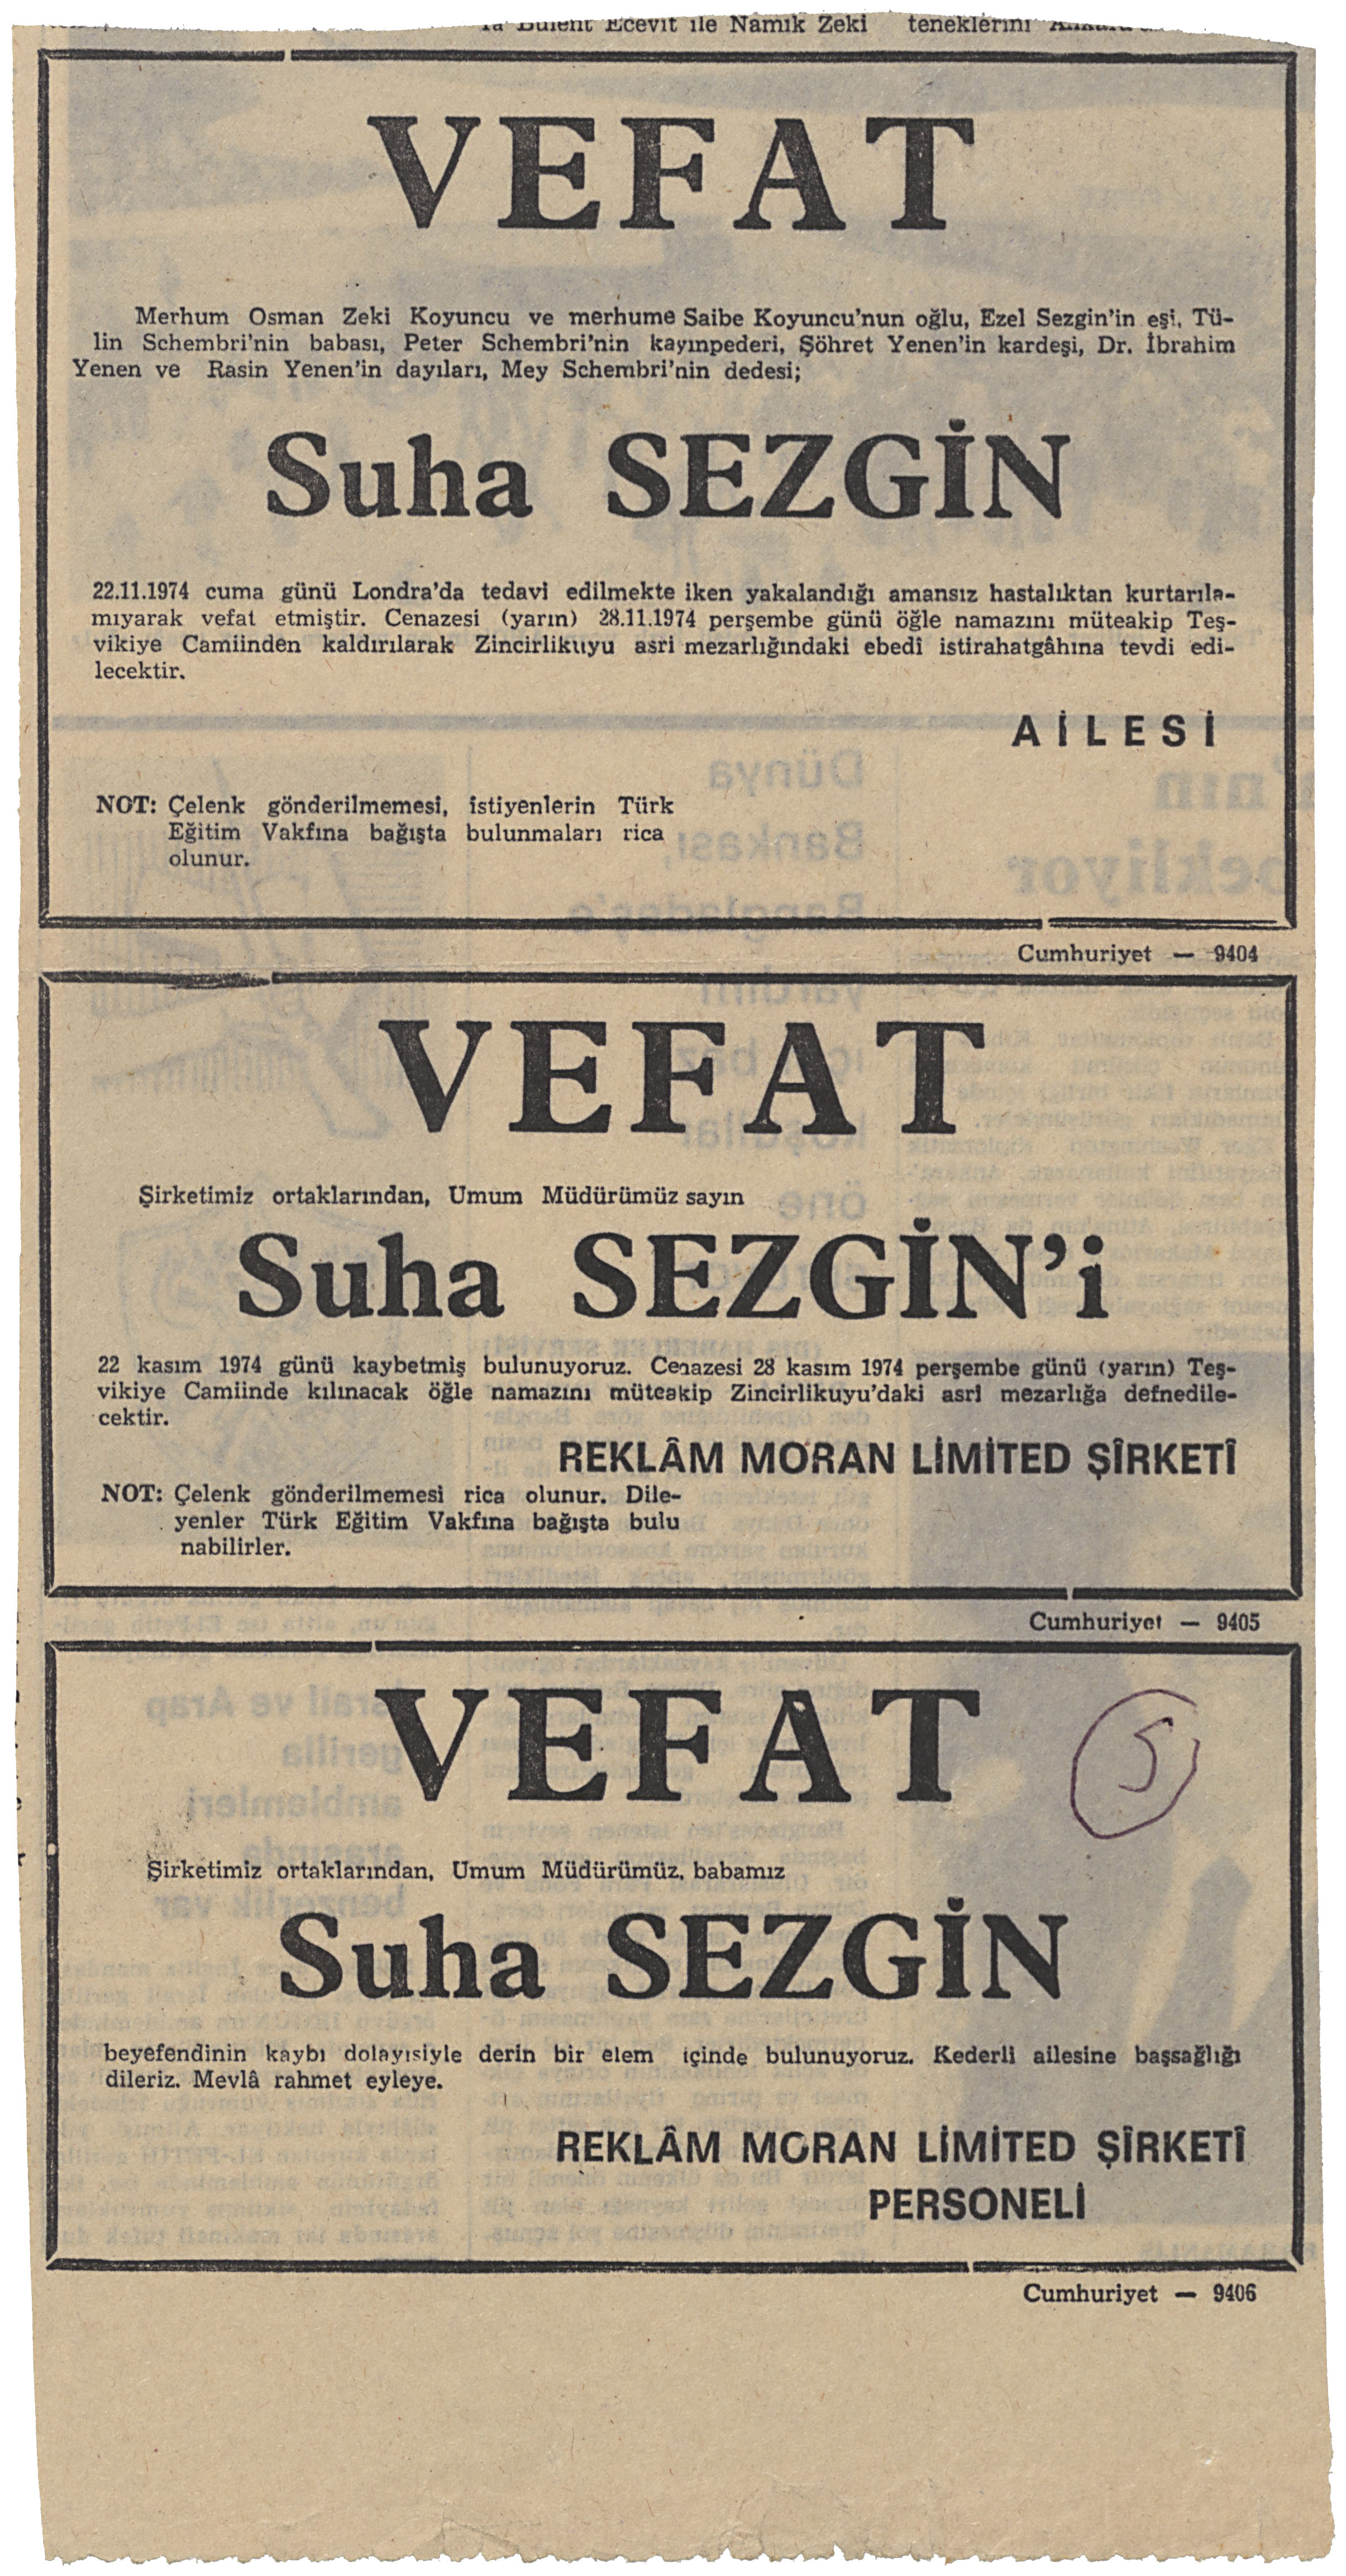 Bülent Ecevit ile Namık Zeki teneklerini
VEFAT
Merhum Osman Zeki Koyuncu ve merhume Saibe Koyuncu'nun oğlu, Ezel Sezgin'in eşi, Tü-
lin Schembri'nin babası, Peter Schembri'nin kayınpederi, Şöhret Yenen'in kardeşi, Dr. İbrahim
Yenen ve Rasin Yenen'in dayıları, Mey Schembri'nin dedesi;
Suha SEZGİN
22.11.1974 cuma günü Londra'da tedavi edilmekte iken yakalandığı amansız hastalıktan kurtarıla-
mıyarak vefat etmiştir. Cenazesi (yarın) 28.11.1974 perşembe günü öğle namazını müteakip Teş-
vikiye Camiinden kaldırılarak Zincirlikuyu asri mezarlığındaki ebedî istirahatgâhına tevdi edi-
lecektir.
AİLESİ
NOT: Çelenk gönderilmemesi, istiyenlerin Türk
Eğitim Vakfına bağışta bulunmaları rica
olunur.
Cumhuriyet — 9404
VEFAT
Şirketimiz ortaklarından, Umum Müdürümüz sayın
Suha SEZGİN'i
22 kasım 1974 günü kaybetmiş bulunuyoruz. Cenazesi 28 kasım 1974 perşembe günü (yarın) Teş-
vikiye Camiinde kılınacak öğle namazını müteakip Zincirlikuyu'daki asrî mezarlığa defnedile-
cektir.
REKLÂM MORAN LİMİTED ŞİRKETİ
NOT: Çelenk gönderilmemesi rica olunur. Dile-
yenler Türk Eğitim Vakfına bağışta bulu
nabilirler.
Cumhuriyet — 9405
VEFAT
5
Şirketimiz ortaklarından, Umum Müdürümüz, babamız
Suha SEZGİN
beyefendinin kaybı dolayısiyle derin bir elem içinde bulunuyoruz. Kederli ailesine başsağlığı
dileriz. Mevlâ rahmet eyleye.
REKLÂM MORAN LİMİTED ŞİRKETİ
PERSONELİ
Cumhuriyet — 9406